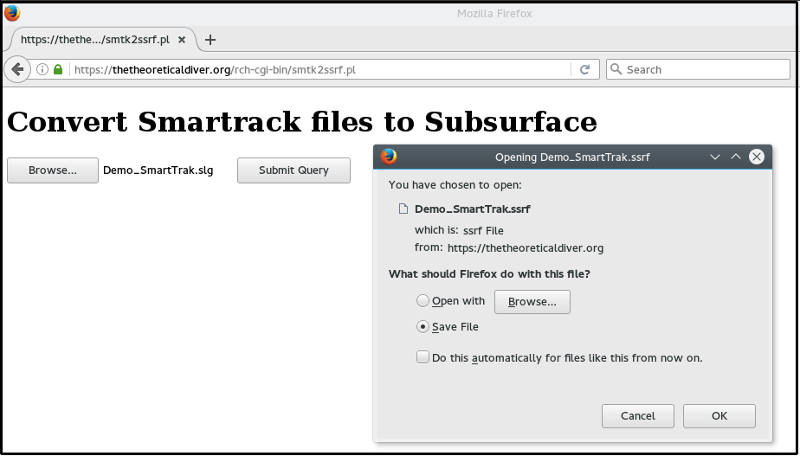 Mozilla Firefox
https://thethe.../smtk2ssrf.pl
https://thetheoreticaldiver.org/rch-cgi-bin/smtk2ssrf.pl
Search
Convert Smartrack files to Subsurface
Browse... Demo_SmartTrak.slg Submit Query
Opening Demo_SmartTrak.ssrf
You have chosen to open:
Demo_SmartTrak.ssrf
which is: ssrf File
from: https://thetheoreticaldiver.org
What should Firefox do with this file?
Open with Browse...
Save File
Do this automatically for files like this from now on.
Cancel OK